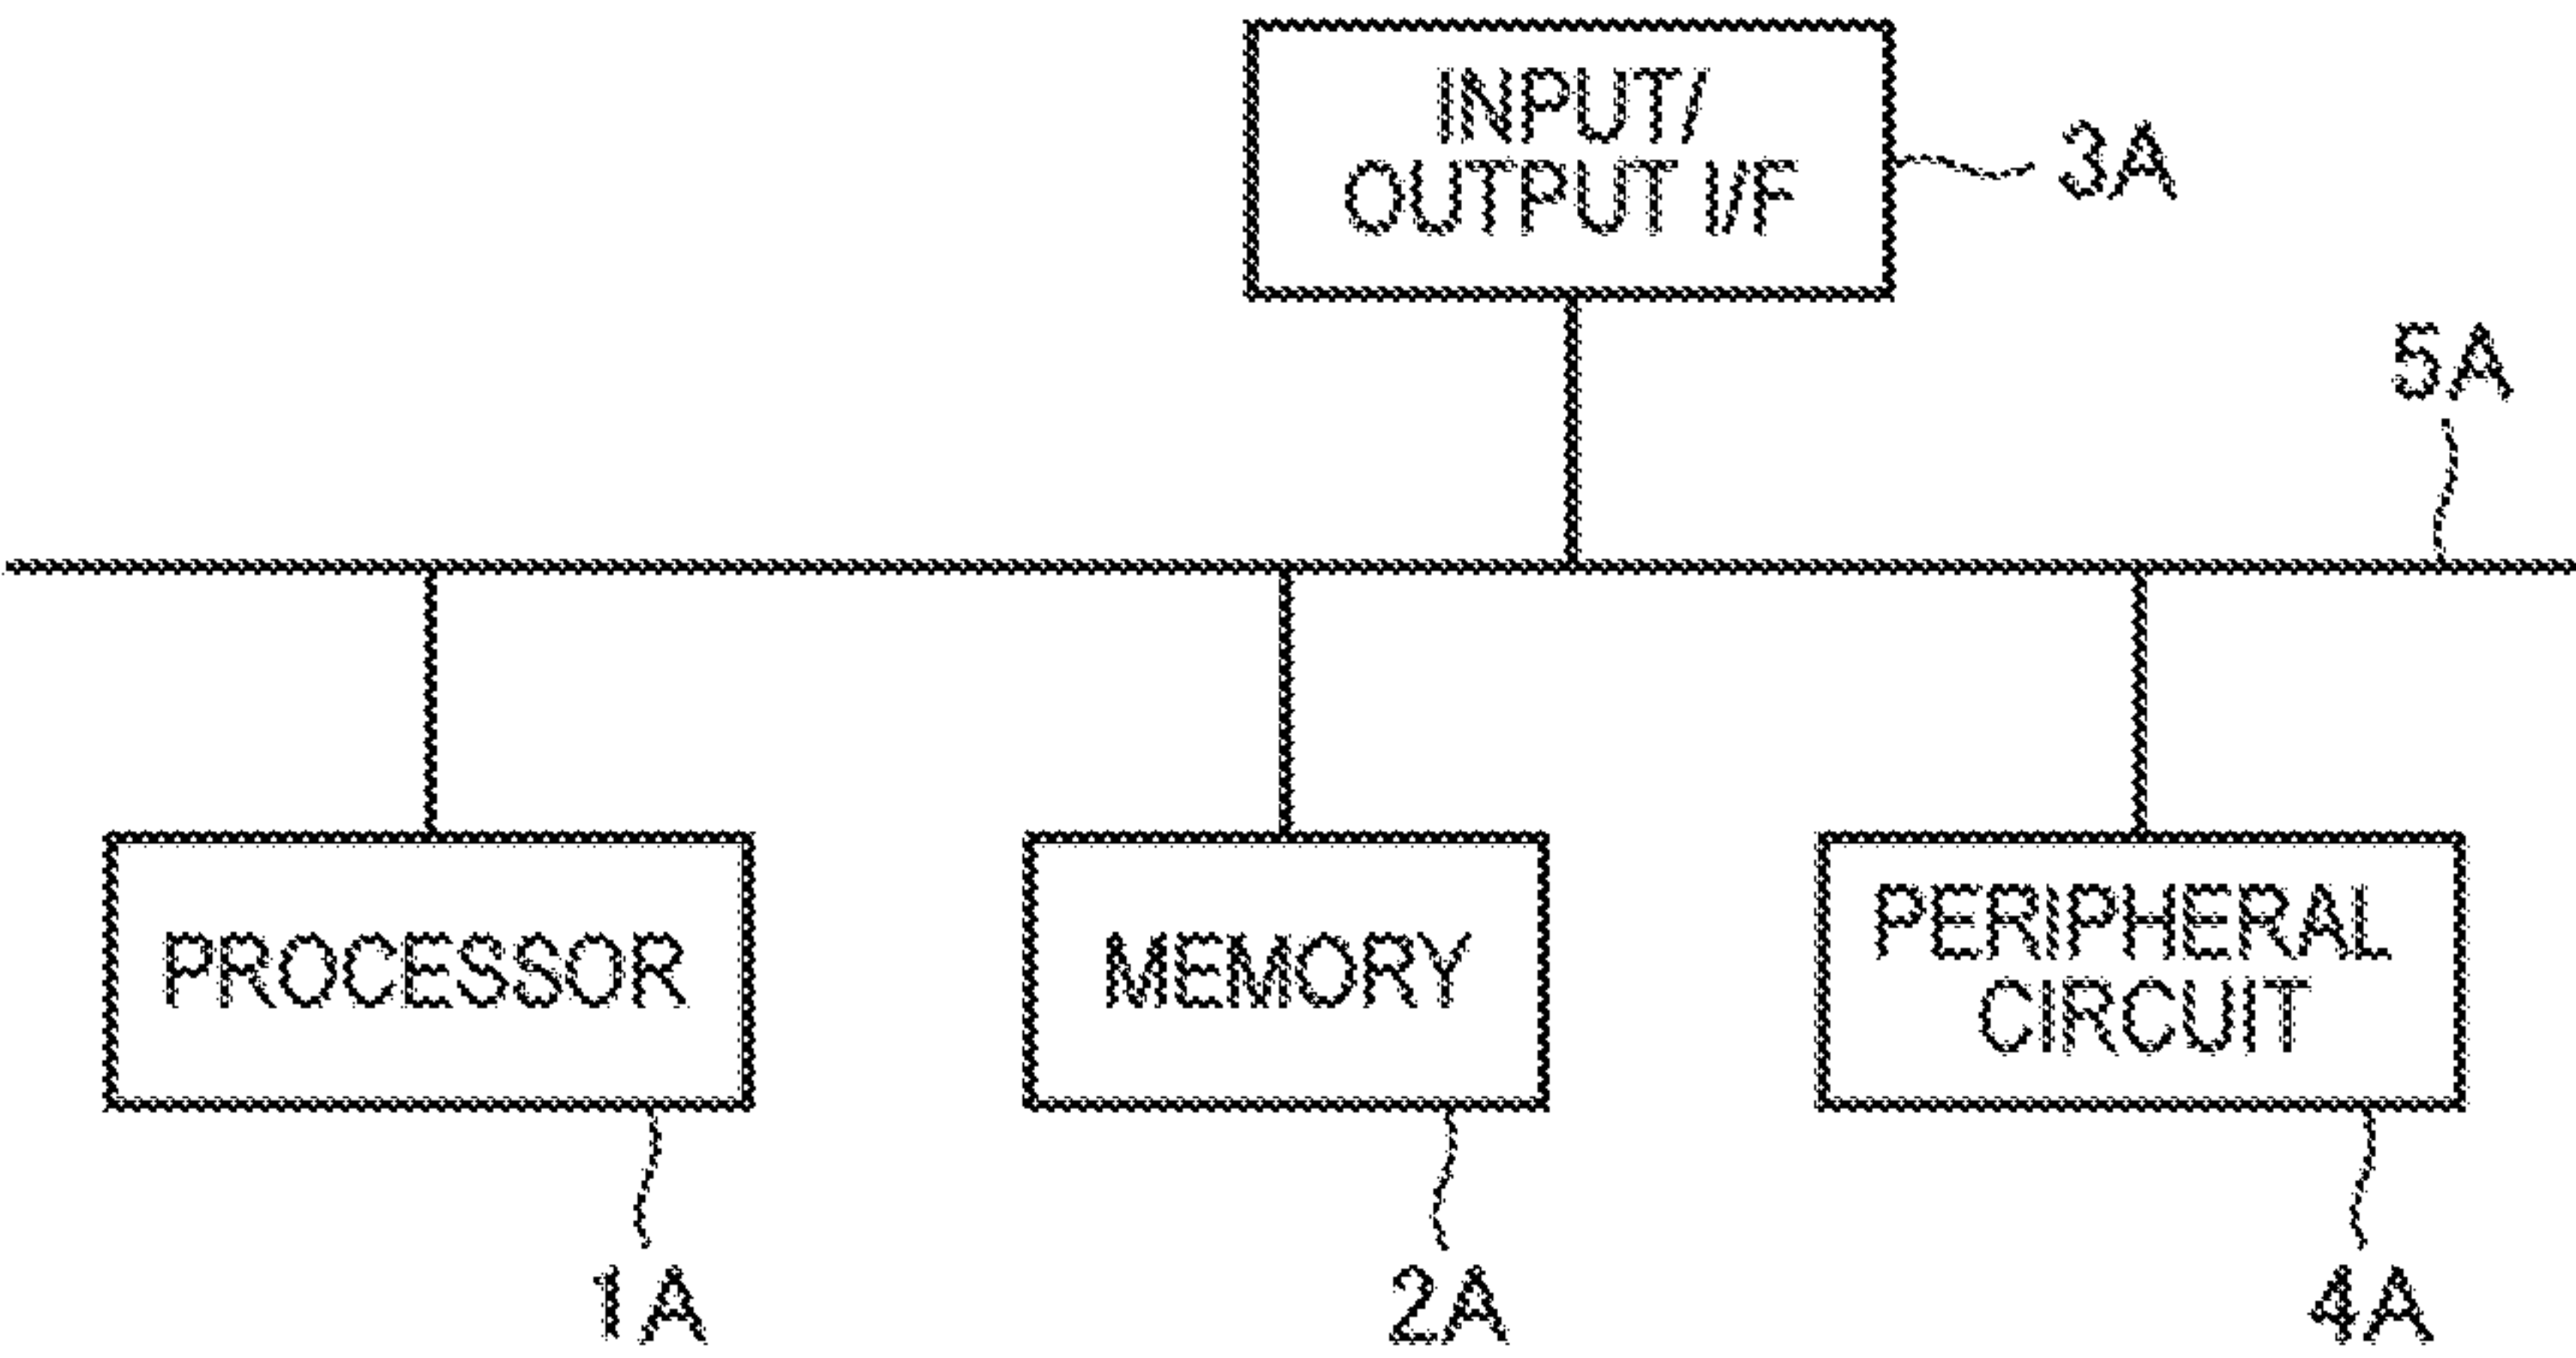 INPUT/
OUTPUT I/F
3A
5A
PROCESSOR
MEMORY
PERIPHERAL
CIRCUIT
1A
2A
4A